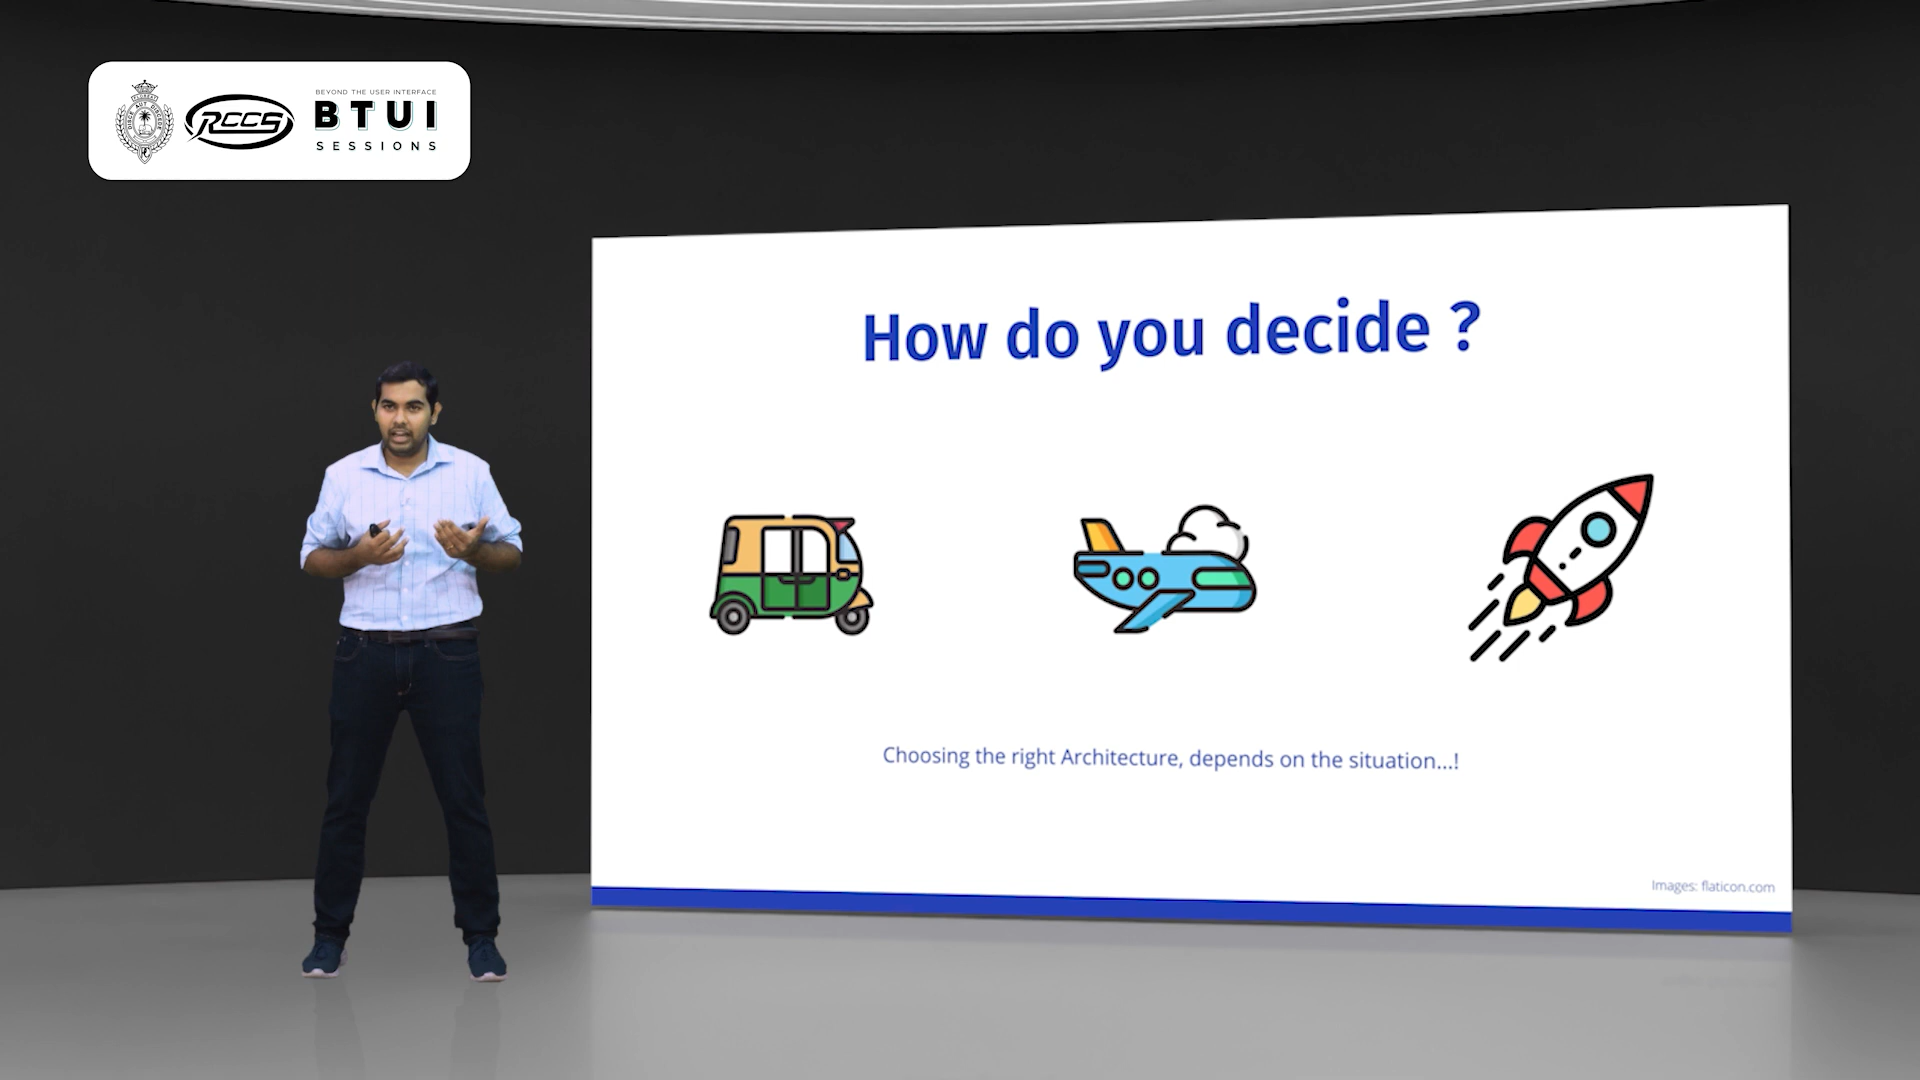 RCCS
BEYOND THE USER INTERFACE
BTUI
SESSIONS
How do you decide ?
Choosing the right Architecture, depends on the situation...!
Images: flaticon.com